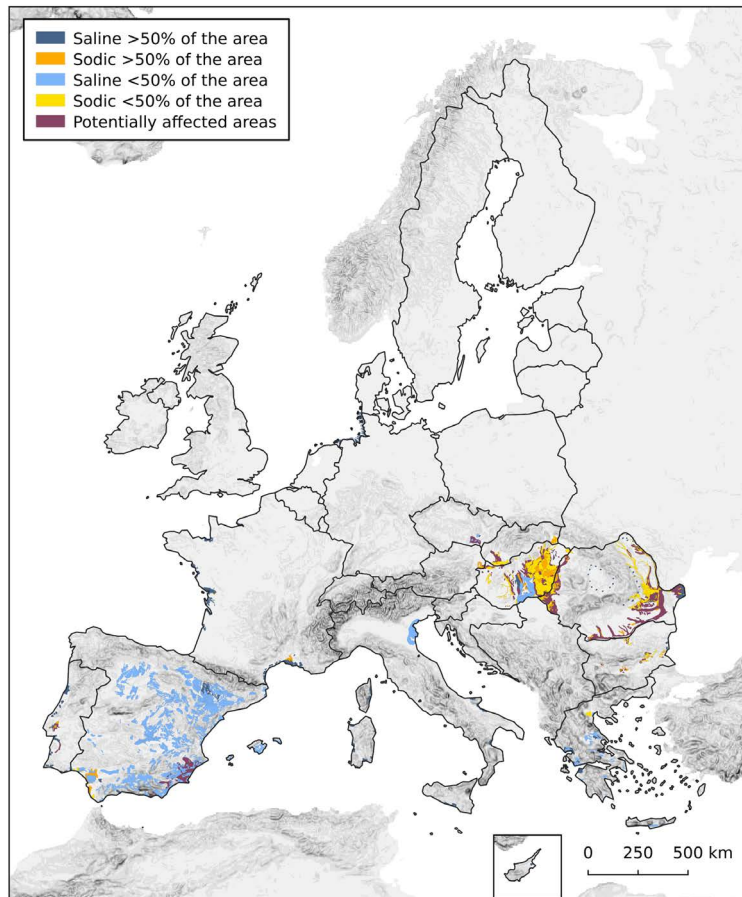 Saline >50% of the area
Sodic >50% of the area
Saline <50% of the area
Sodic <50% of the area
Potentially affected areas
0 250 500 km